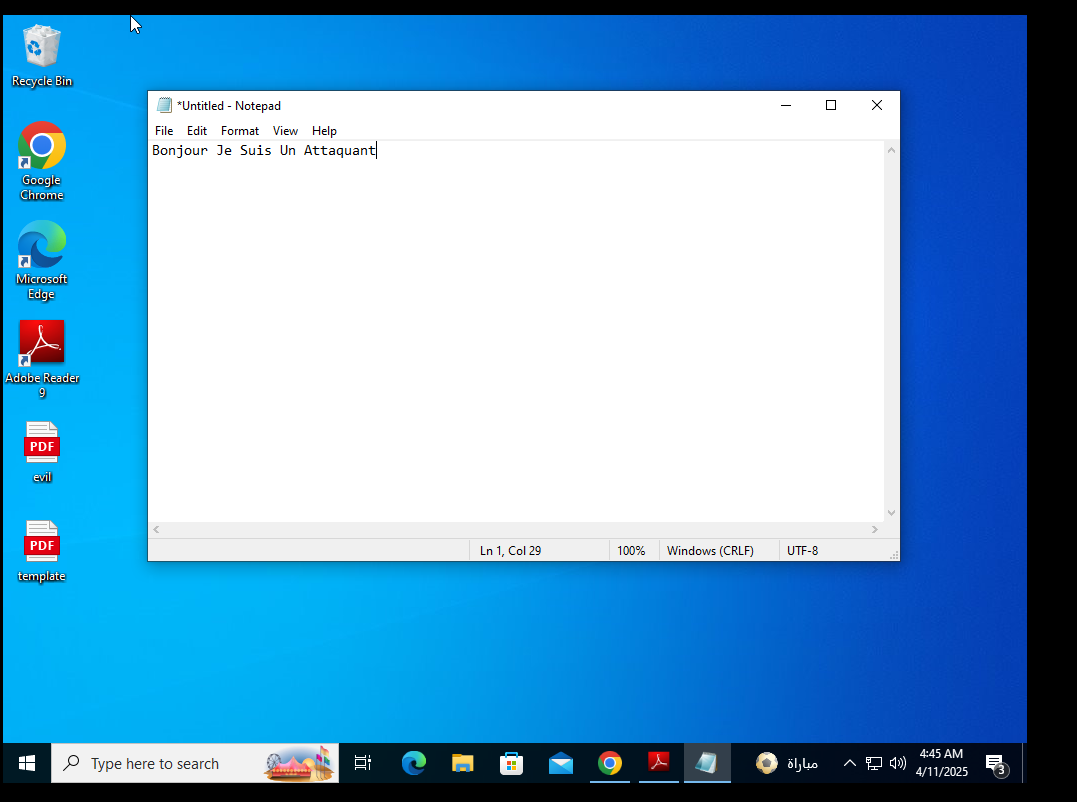 Recycle Bin
Google
Chrome
Microsoft
Edge
Adobe Reader
9
PDF
evil
PDF
template
*Untitled - Notepad
File Edit Format View Help
Bonjour Je Suis Un Attaquant
Ln 1, Col 29 100% Windows (CRLF) UTF-8
Type here to search
مباراة
4:45 AM
4/11/2025
3